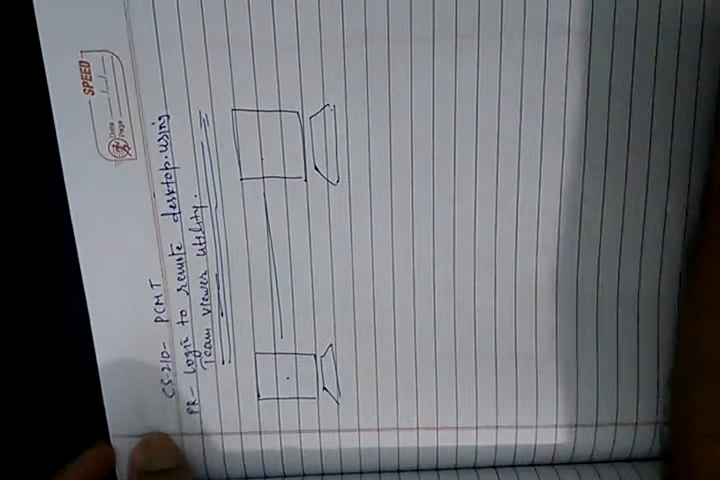 SPEED
Date
Page
CS-210- PCMT
PR- Login to remote desktop. using
Team viewer utility.